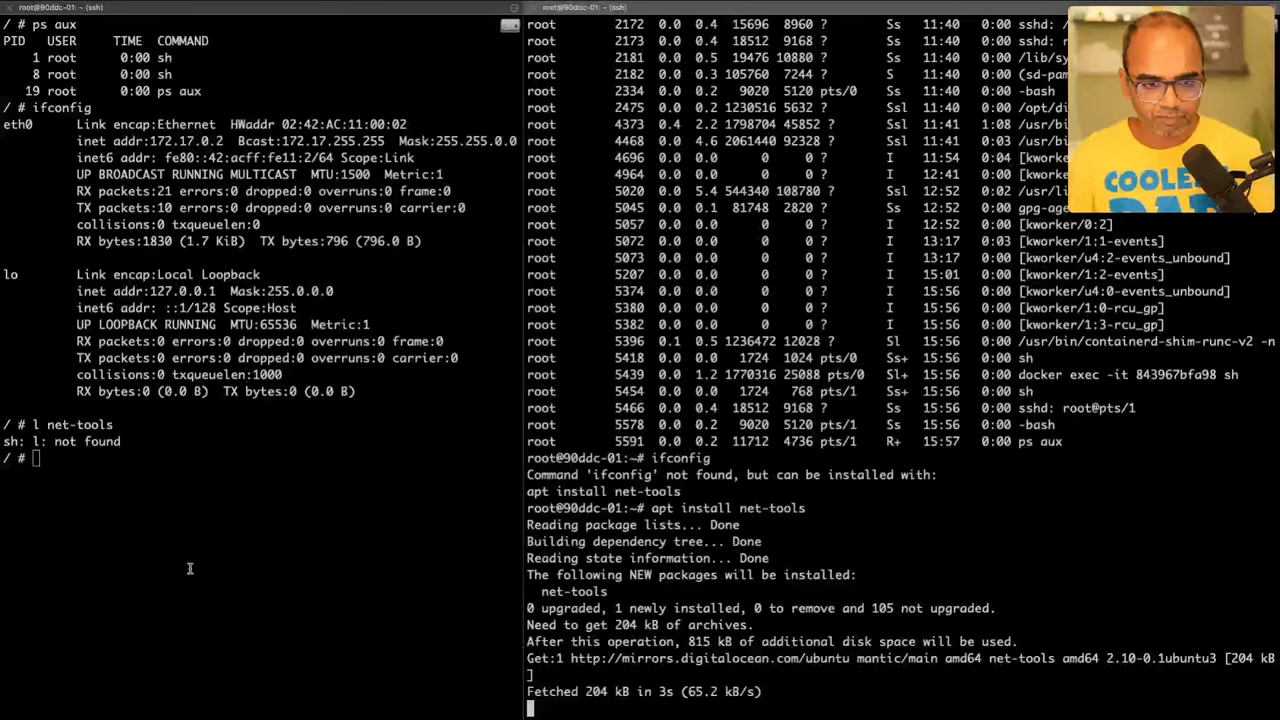 root@90ddc-01: ~ (ssh)
/ # ps aux
PID   USER     TIME  COMMAND
    1 root      0:00 sh
    8 root      0:00 sh
   19 root      0:00 ps aux
/ # ifconfig
eth0      Link encap:Ethernet  HWaddr 02:42:AC:11:00:02
          inet addr:172.17.0.2  Bcast:172.17.255.255  Mask:255.255.0.0
          inet6 addr: fe80::42:acff:fe11:2/64 Scope:Link
          UP BROADCAST RUNNING MULTICAST  MTU:1500  Metric:1
          RX packets:21 errors:0 dropped:0 overruns:0 frame:0
          TX packets:10 errors:0 dropped:0 overruns:0 carrier:0
          collisions:0 txqueuelen:0
          RX bytes:1830 (1.7 KiB)  TX bytes:796 (796.0 B)
lo        Link encap:Local Loopback
          inet addr:127.0.0.1  Mask:255.0.0.0
          inet6 addr: ::1/128 Scope:Host
          UP LOOPBACK RUNNING  MTU:65536  Metric:1
          RX packets:0 errors:0 dropped:0 overruns:0 frame:0
          TX packets:0 errors:0 dropped:0 overruns:0 carrier:0
          collisions:0 txqueuelen:1000
          RX bytes:0 (0.0 B)  TX bytes:0 (0.0 B)
/ # l net-tools
sh: l: not found
/ #
root@90ddc-01: ~ (ssh)
root        2172  0.0  0.4  15696  8960 ?        Ss   11:40   0:00 sshd: /
root        2173  0.0  0.4  18512  9168 ?        Ss   11:40   0:00 sshd: r
root        2181  0.0  0.5  19476 10880 ?        Ss   11:40   0:00 /lib/sy
root        2182  0.0  0.3 105760  7244 ?        S    11:40   0:00 (sd-pam
root        2334  0.0  0.2   9020  5120 pts/0    Ss   11:40   0:00 -bash
root        2475  0.0  0.2 1230516 5632 ?        Ssl  11:40   0:00 /opt/di
root        4373  0.4  2.2 1798704 45852 ?       Ssl  11:41   1:08 /usr/bi
root        4468  0.0  4.6 2061440 92328 ?       Ssl  11:41   0:03 /usr/bi
root        4696  0.0  0.0      0     0 ?        I    11:54   0:04 [kworke
root        4964  0.0  0.0      0     0 ?        I    12:41   0:00 [kworke
root        5020  0.0  5.4 544340 108780 ?       Ssl  12:52   0:02 /usr/li
root        5045  0.0  0.1  81748  2820 ?        Ss   12:52   0:00 gpg-age
root        5057  0.0  0.0      0     0 ?        I    12:52   0:00 [kworker/0:2]
root        5072  0.0  0.0      0     0 ?        I    13:17   0:03 [kworker/1:1-events]
root        5073  0.0  0.0      0     0 ?        I    13:17   0:00 [kworker/u4:2-events_unbound]
root        5207  0.0  0.0      0     0 ?        I    15:01   0:00 [kworker/1:2-events]
root        5374  0.0  0.0      0     0 ?        I    15:56   0:00 [kworker/u4:0-events_unbound]
root        5380  0.0  0.0      0     0 ?        I    15:56   0:00 [kworker/1:0-rcu_gp]
root        5382  0.0  0.0      0     0 ?        I    15:56   0:00 [kworker/1:3-rcu_gp]
root        5396  0.1  0.5 1236472 12028 ?       Sl   15:56   0:00 /usr/bin/containerd-shim-runc-v2 -n
root        5418  0.0  0.0   1724  1024 pts/0    Ss+  15:56   0:00 sh
root        5439  0.0  1.2 1770316 25088 pts/0   Sl+  15:56   0:00 docker exec -it 843967bfa98 sh
root        5454  0.0  0.0   1724   768 pts/1    Ss+  15:56   0:00 sh
root        5466  0.0  0.4  18512  9168 ?        Ss   15:56   0:00 sshd: root@pts/1
root        5578  0.0  0.2   9020  5120 pts/1    Ss   15:56   0:00 -bash
root        5591  0.0  0.2  11712  4736 pts/1    R+   15:57   0:00 ps aux
root@90ddc-01:~# ifconfig
Command 'ifconfig' not found, but can be installed with:
apt install net-tools
root@90ddc-01:~# apt install net-tools
Reading package lists... Done
Building dependency tree... Done
Reading state information... Done
The following NEW packages will be installed:
  net-tools
0 upgraded, 1 newly installed, 0 to remove and 105 not upgraded.
Need to get 204 kB of archives.
After this operation, 815 kB of additional disk space will be used.
Get:1 http://mirrors.digitalocean.com/ubuntu mantic/main amd64 net-tools amd64 2.10-0.1ubuntu3 [204 kB
]
Fetched 204 kB in 3s (65.2 kB/s)
COOLES
DAD